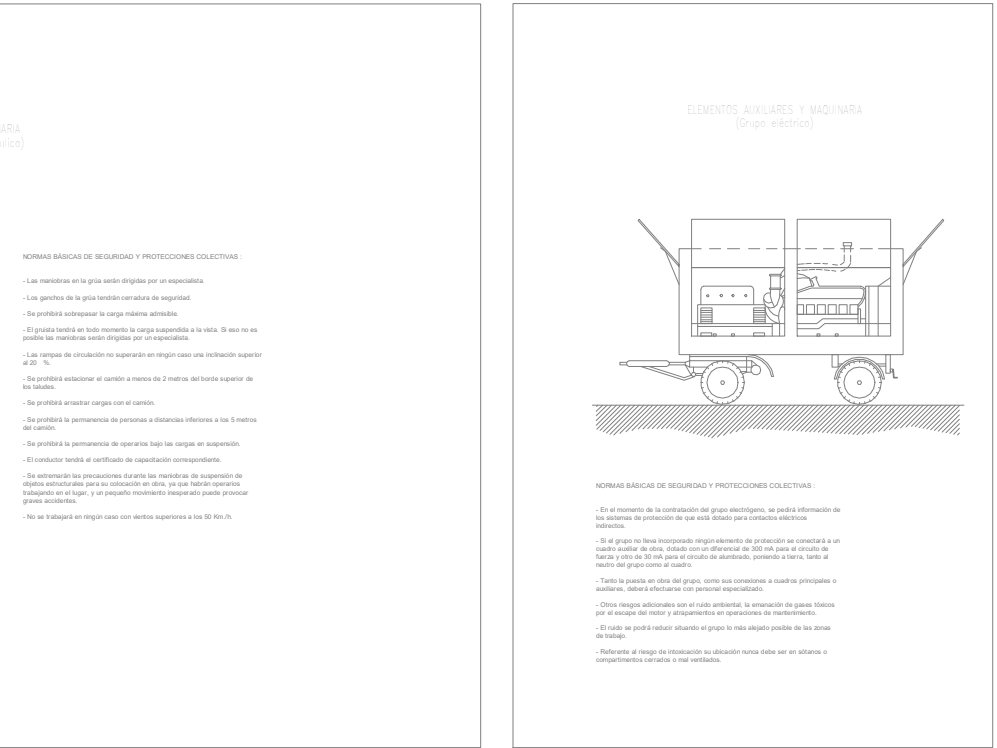 ARIA
ulico)
NORMAS BÁSICAS DE SEGURIDAD Y PROTECCIONES COLECTIVAS :
- Las maniobras en la grúa serán dirigidas por un especialista.
- Los ganchos de la grúa tendrán cerradura de seguridad.
- Se prohibirá sobrepasar la carga máxima admisible.
- El gruista tendrá en todo momento la carga suspendida a la vista. Si eso no es
posible las maniobras serán dirigidas por un especialista.
- Las rampas de circulación no superarán en ningún caso una inclinación superior
al 20 %.
- Se prohibirá estacionar el camión a menos de 2 metros del borde superior de
los taludes.
- Se prohibirá arrastrar cargas con el camión.
- Se prohibirá la permanencia de personas a distancias inferiores a los 5 metros
del camión.
- Se prohibirá la permanencia de operarios bajo las cargas en suspensión.
- El conductor tendrá el certificado de capacitación correspondiente.
- Se extremarán las precauciones durante las maniobras de suspensión de
objetos estructurales para su colocación en obra, ya que habrán operarios
trabajando en el lugar, y un pequeño movimiento inesperado puede provocar
graves accidentes.
- No se trabajará en ningún caso con vientos superiores a los 50 Km./h.
ELEMENTOS AUXILIARES Y MAQUINARIA
(Grupo eléctrico)
NORMAS BÁSICAS DE SEGURIDAD Y PROTECCIONES COLECTIVAS :
- En el momento de la contratación del grupo electrógeno, se pedirá información de
los sistemas de protección de que está dotado para contactos eléctricos
indirectos.
- Si el grupo no lleva incorporado ningún elemento de protección se conectará a un
cuadro auxiliar de obra, dotado con un diferencial de 300 mA para el circuito de
fuerza y otro de 30 mA para el circuito de alumbrado, poniendo a tierra, tanto al
neutro del grupo como al cuadro.
- Tanto la puesta en obra del grupo, como sus conexiones a cuadros principales o
auxiliares, deberá efectuarse con personal especializado.
- Otros riesgos adicionales son el ruido ambiental, la emanación de gases tóxicos
por el escape del motor y atrapamientos en operaciones de mantenimiento.
- El ruido se podrá reducir situando el grupo lo más alejado posible de las zonas
de trabajo.
- Referente al riesgo de intoxicación su ubicación nunca debe ser en sótanos o
compartimentos cerrados o mal ventilados.